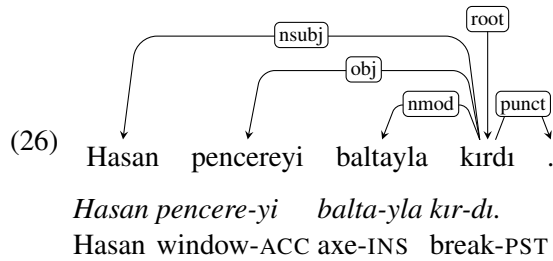 root
nsubj
obj
nmod punct
(26) Hasan pencereyi baltayla kırdı .
Hasan pencere-yi balta-yla kır-dı.
Hasan window-ACC axe-INS break-PST